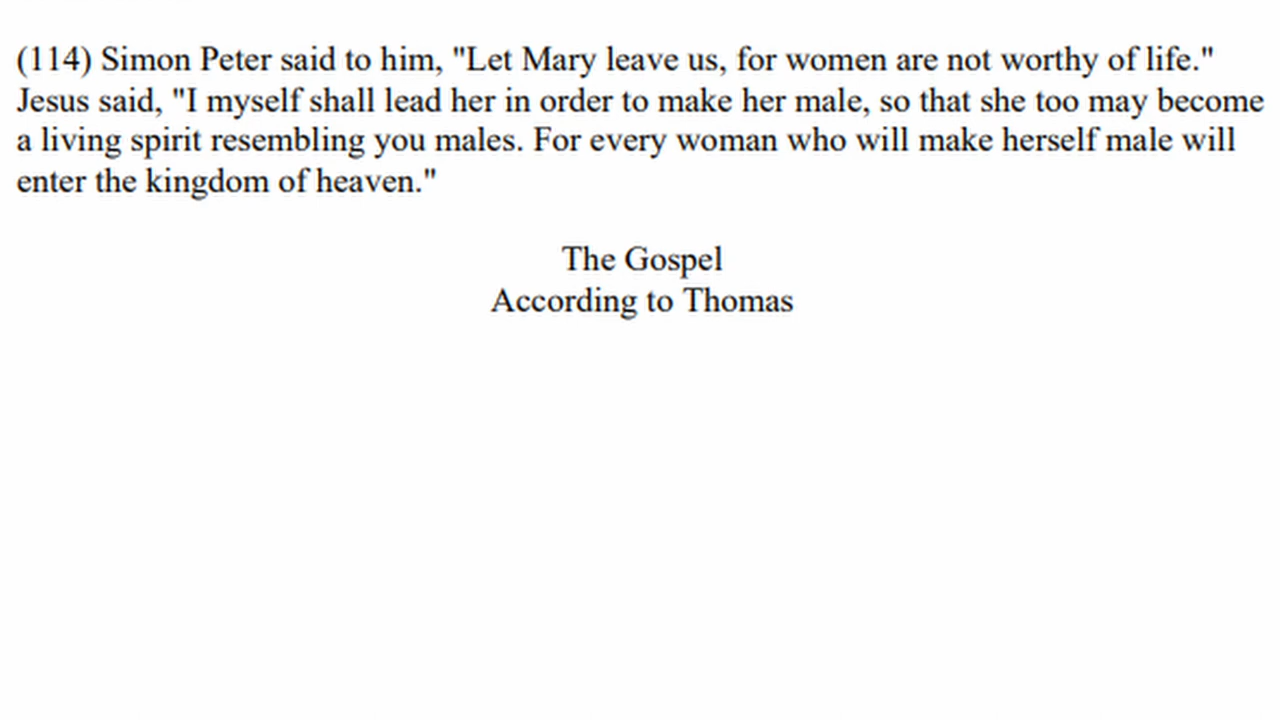 (114) Simon Peter said to him, "Let Mary leave us, for women are not worthy of life."
Jesus said, "I myself shall lead her in order to make her male, so that she too may become
a living spirit resembling you males. For every woman who will make herself male will
enter the kingdom of heaven."
The Gospel
According to Thomas